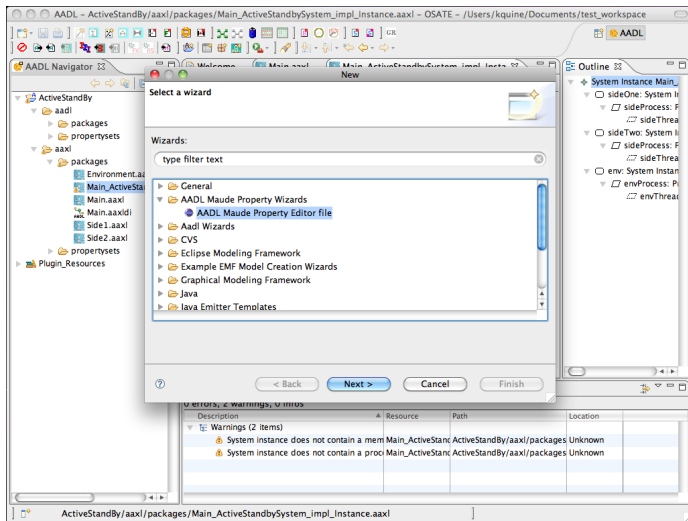 AADL – ActiveStandBy/aaxl/packages/Main_ActiveStandbySystem_impl_Instance.aaxl – OSATE – /Users/kquine/Documents/test_workspace
GR
AADL
AADL Navigator
Welcome
Main.aaxl
Main_ActiveStandbySystem_impl_Insta
Outline
New
Select a wizard
Wizards:
type filter text
General
AADL Maude Property Wizards
AADL Maude Property Editor file
Aadl Wizards
CVS
Eclipse Modeling Framework
Example EMF Model Creation Wizards
Graphical Modeling Framework
Java
Java Emitter Templates
?
< Back
Next >
Cancel
Finish
ActiveStandBy
aadl
packages
propertysets
aaxl
packages
Environment.aa
Main_ActiveSta
Main.aaxl
Main.aaxldi
Side1.aaxl
Side2.aaxl
propertysets
Plugin_Resources
System Instance Main_
sideOne: System I
sideProcess: P
sideThrea
sideTwo: System I
sideProcess: P
sideThrea
env: System Instan
envProcess: P
envThread
0 errors, 2 warnings, 0 infos
Description
Resource
Path
Location
Warnings (2 items)
System instance does not contain a mem
Main_ActiveStand
ActiveStandBy/aaxl/packages
Unknown
System instance does not contain a proc
Main_ActiveStand
ActiveStandBy/aaxl/packages
Unknown
ActiveStandBy/aaxl/packages/Main_ActiveStandbySystem_impl_Instance.aaxl